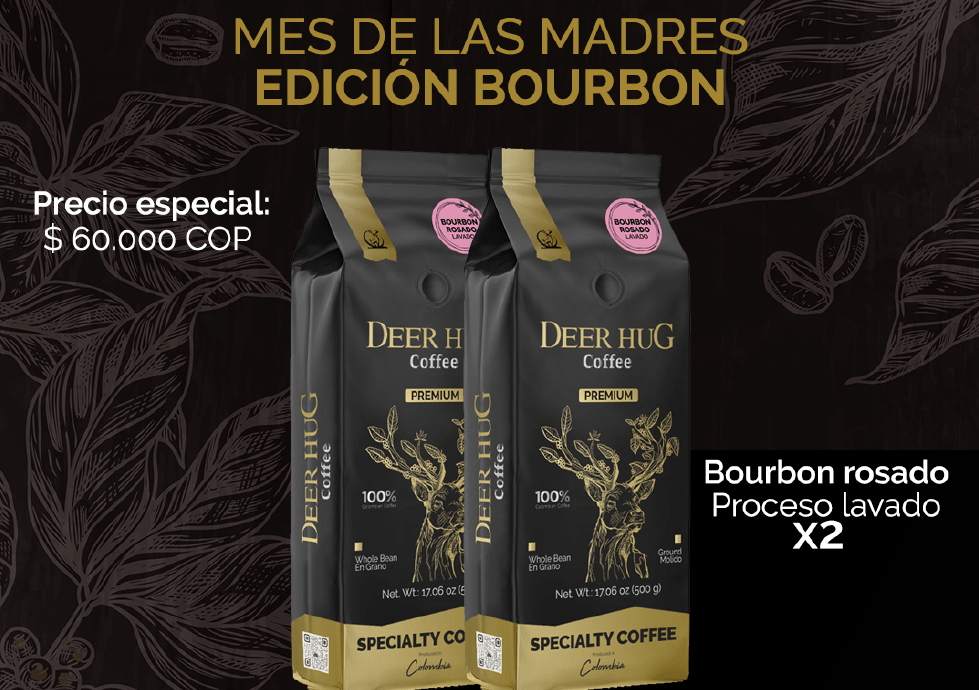 MES DE LAS MADRES
EDICIÓN BOURBON
Precio especial:
$ 60.000 COP
BOURBON
ROSADO
LAVADO
DEER H
Coffee
PREMIUM
100%
Whole Bean
En Grano
Net. Wt.: 17.06 oz (5
SPECIALTY CO
Colombia
DEER HUG
Coffee
BOURBON
ROSADO
LAVADO
DEER HUG
Coffee
PREMIUM
100%
Whole Bean
En Grano
Ground
Molido
Net. Wt.: 17.06 oz (500 g)
SPECIALTY COFFEE
Colombia
DEER HUG
Coffee
Bourbon rosado
Proceso lavado
X2